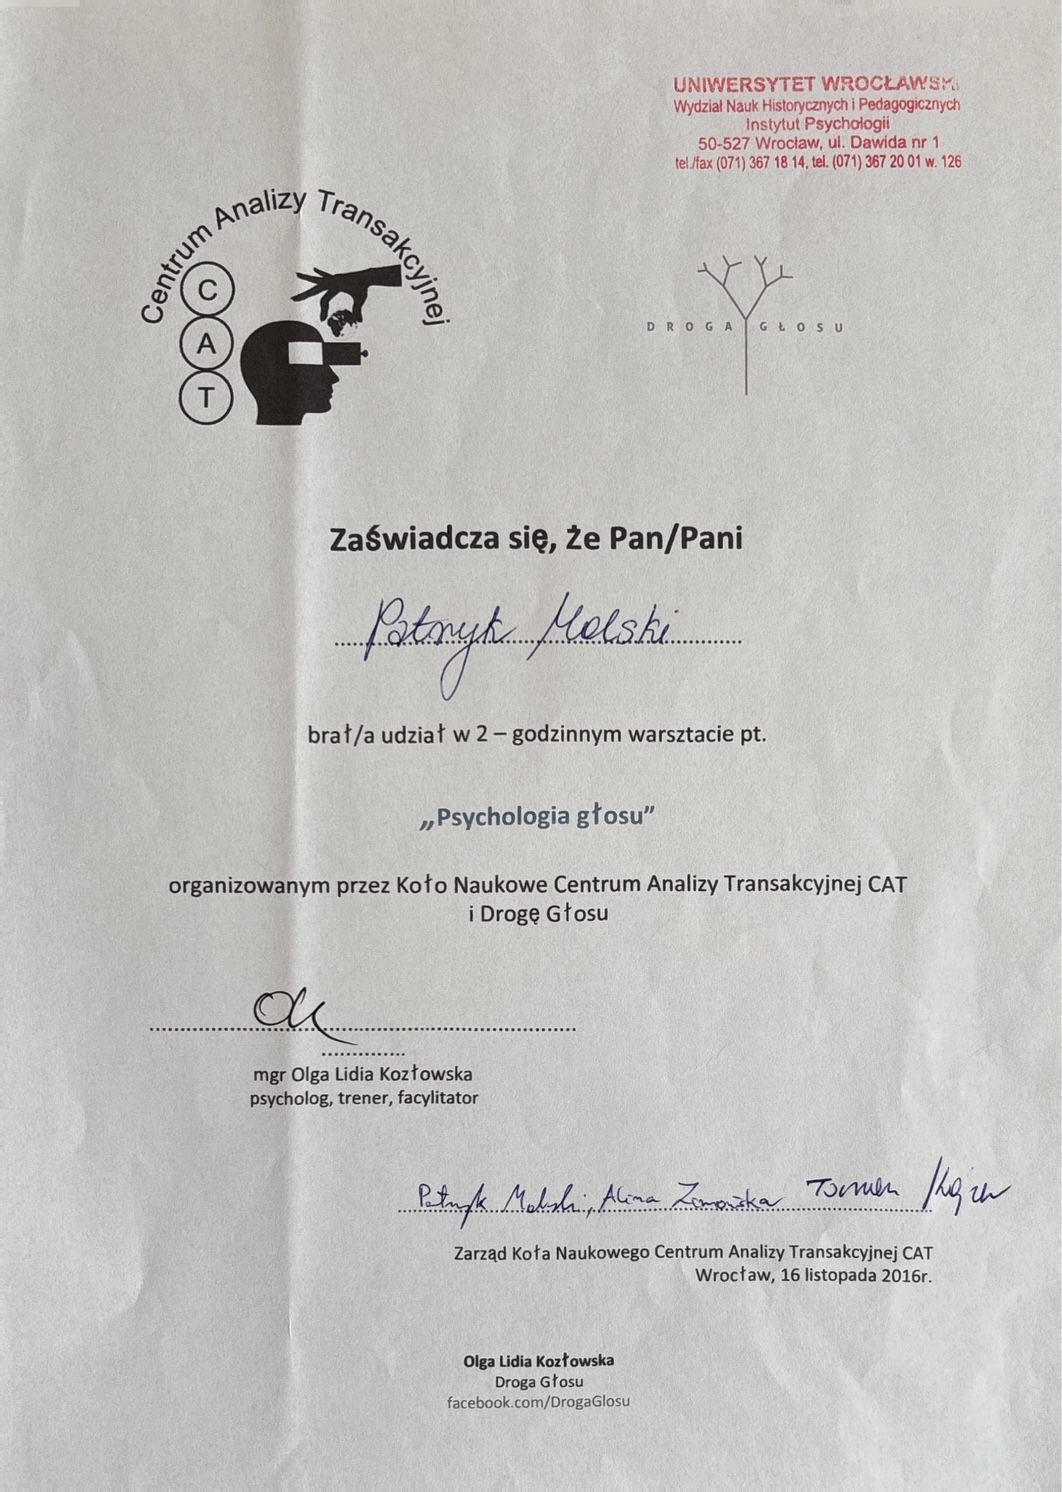 UNIWERSYTET WROCŁAWSKI
Wydział Nauk Historycznych i Pedagogicznych
Instytut Psychologii
50-527 Wrocław, ul. Dawida nr 1
tel./fax (071) 367 18 14, tel. (071) 367 20 01 w. 126
Centrum Analizy Transakcyjnej
C
A
T
DROGA GŁOSU
Zaświadcza się, że Pan/Pani
Patryk Molski
brał/a udział w 2 – godzinnym warsztacie pt.
„Psychologia głosu”
organizowanym przez Koło Naukowe Centrum Analizy Transakcyjnej CAT
i Drogę Głosu
mgr Olga Lidia Kozłowska
psycholog, trener, facylitator
Patryk Molski, Alina
Zarząd Koła Naukowego Centrum Analizy Transakcyjnej CAT
Wrocław, 16 listopada 2016r.
Olga Lidia Kozłowska
Droga Głosu
facebook.com/DrogaGlosu